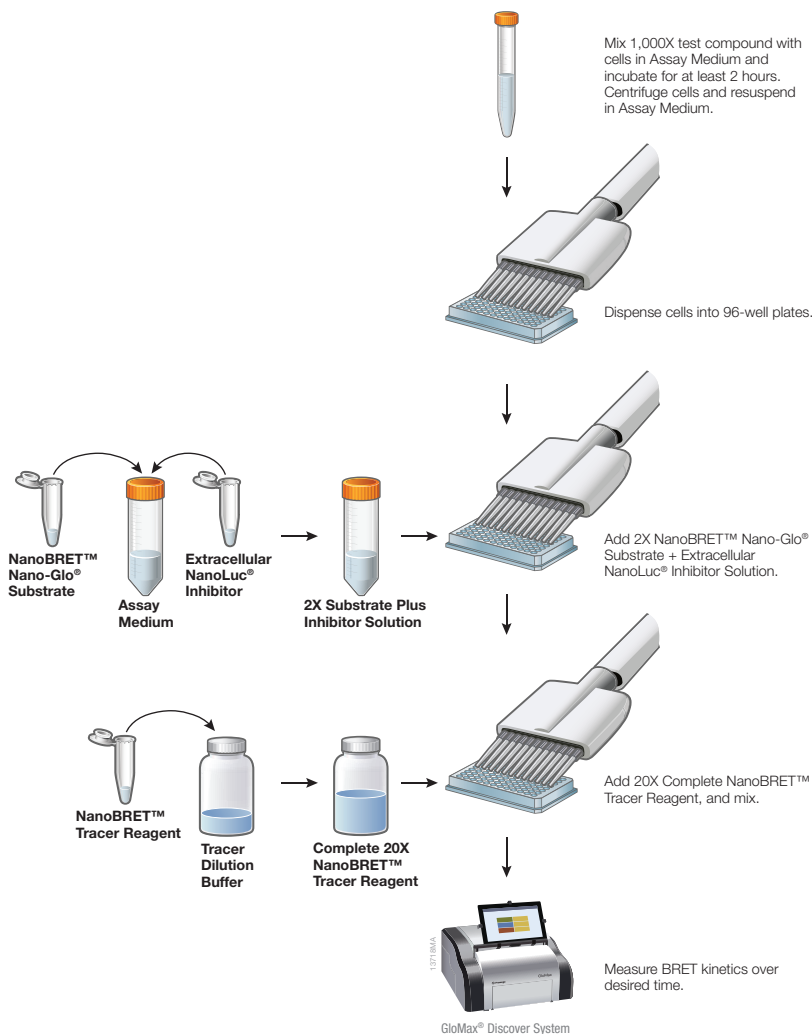 Mix 1,000X test compound with
cells in Assay Medium and
incubate for at least 2 hours.
Centrifuge cells and resuspend
in Assay Medium.
Dispense cells into 96-well plates.
NanoBRET™
Nano-Glo®
Substrate
Assay
Medium
Extracellular
NanoLuc®
Inhibitor
2X Substrate Plus
Inhibitor Solution
Add 2X NanoBRET™ Nano-Glo®
Substrate + Extracellular
NanoLuc® Inhibitor Solution.
NanoBRET™
Tracer Reagent
Tracer
Dilution
Buffer
Complete 20X
NanoBRET™
Tracer Reagent
Add 20X Complete NanoBRET™
Tracer Reagent, and mix.
13718MA
Measure BRET kinetics over
desired time.
GloMax® Discover System